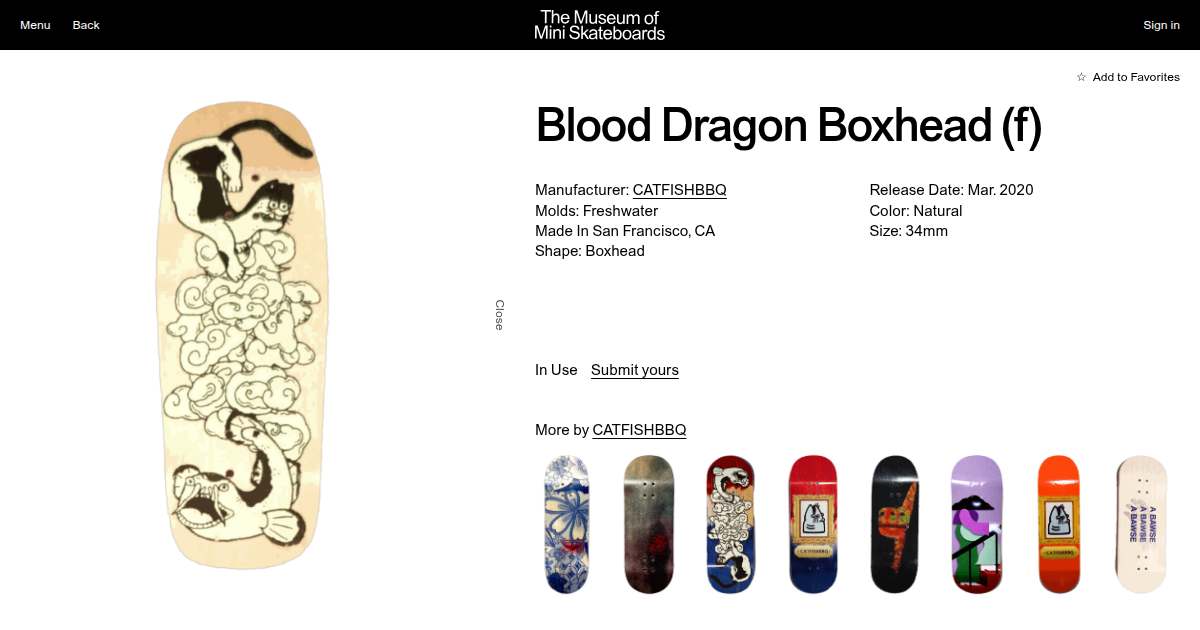 Menu
Back
The Museum of
Mini Skateboards
Sign in
☆ Add to Favorites
Blood Dragon Boxhead (f)
Manufacturer: CATFISHBBQ
Molds: Freshwater
Made In San Francisco, CA
Shape: Boxhead
Release Date: Mar. 2020
Color: Natural
Size: 34mm
Close
In Use
Submit yours
More by CATFISHBBQ
CATFISHBBQ
CATFISHBBQ
A BAWSE
A BAWSE
A BAWSE